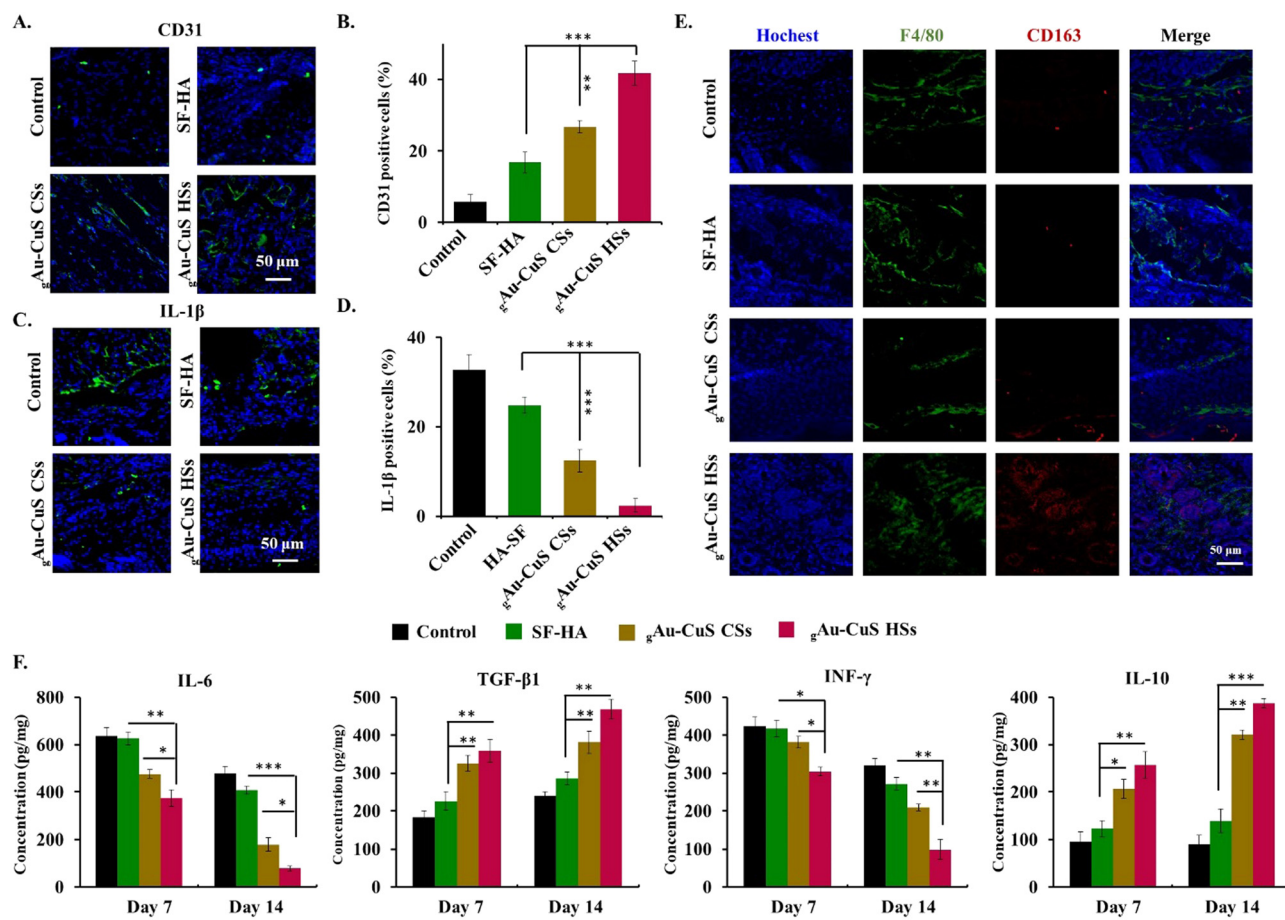 A.
CD31
Control
SF-HA
gAu-CuS CSs
gAu-CuS HSs
50 µm
B.
CD31 positive cells (%)
40
20
0
***
**
Control
SF-HA
gAu-CuS CSs
gAu-CuS HSs
C.
IL-1β
Control
SF-HA
gAu-CuS CSs
gAu-CuS HSs
50 µm
D.
IL-1β positive cells (%)
40
20
0
***
***
Control
HA-SF
gAu-CuS CSs
gAu-CuS HSs
E.
Hochest F4/80 CD163 Merge
Control
SF-HA
gAu-CuS CSs
gAu-CuS HSs
50 µm
Control SF-HA gAu-CuS CSs gAu-CuS HSs
F.
IL-6
Concentration (pg/mg)
800
600
400
200
0
**
*
***
*
Day 7 Day 14
TGF-β1
Concentration (pg/mg)
500
400
300
200
100
0
**
**
**
**
Day 7 Day 14
INF-γ
Concentration (pg/mg)
500
400
300
200
100
0
*
*
**
**
Day 7 Day 14
IL-10
Concentration (pg/mg)
400
300
200
100
0
**
*
***
**
Day 7 Day 14